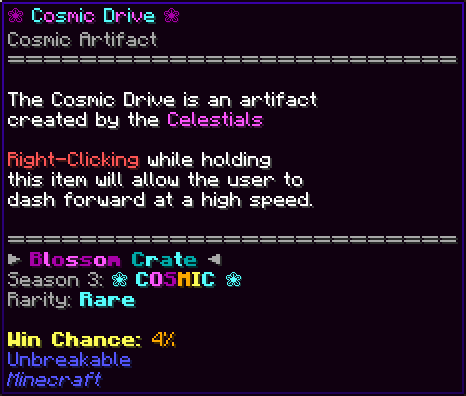 ❀ Cosmic Drive ❀
Cosmic Artifact
==============================
The Cosmic Drive is an artifact
created by the Celestials
Right-Clicking while holding
this item will allow the user to
dash forward at a high speed.
==============================
► Blossom Crate ◄
Season 3: ❀ COSMIC ❀
Rarity: Rare
Win Chance: 4%
Unbreakable
Minecraft